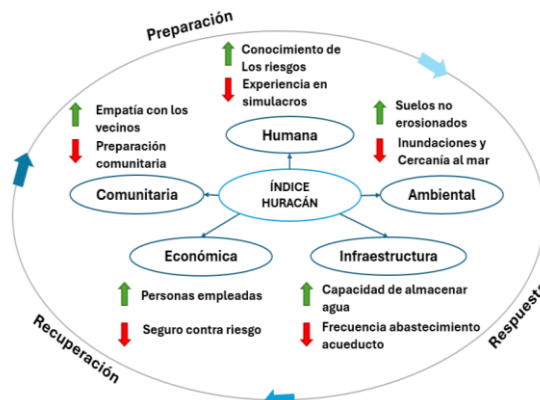 Preparación
Conocimiento de
Los riesgos
Experiencia en
simulacros
Humana
Empatía con los
vecinos
Preparación
comunitaria
Comunitaria
Suelos no
erosionados
Inundaciones y
Cercanía al mar
Ambiental
ÍNDICE
HURACÁN
Económica
Personas empleadas
Seguro contra riesgo
Infraestructura
Capacidad de almacenar
agua
Frecuencia abastecimiento
acueducto
Respuesta
Recuperación